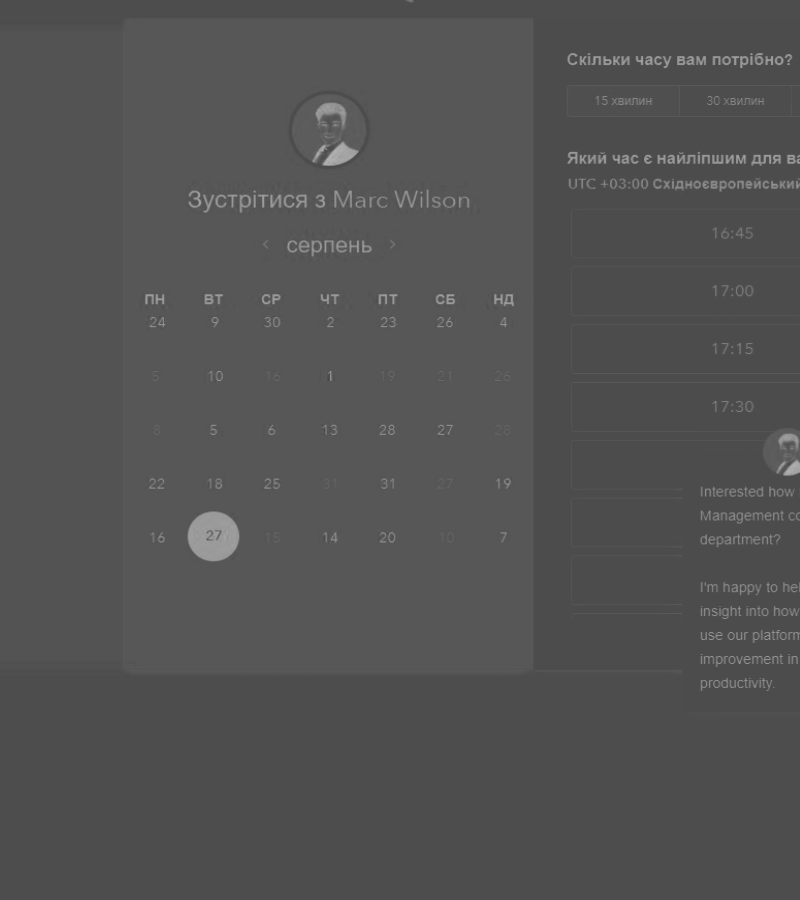 Зустрітися з Marc Wilson
‹ серпень ›
ПН ВТ СР ЧТ ПТ СБ НД
24 9 30 2 23 26 4
5 10 16 1 19 21 26
8 5 6 13 28 27 28
22 18 25 31 31 27 19
16 27 15 14 20 10 7
Скільки часу вам потрібно?
15 хвилин 30 хвилин
Який час є найліпшим для
UTC +03:00 Східноєвропейський
16:45
17:00
17:15
17:30
Interested how
Management
department?
I'm happy to
insight into how
use our
improvement in
productivity.